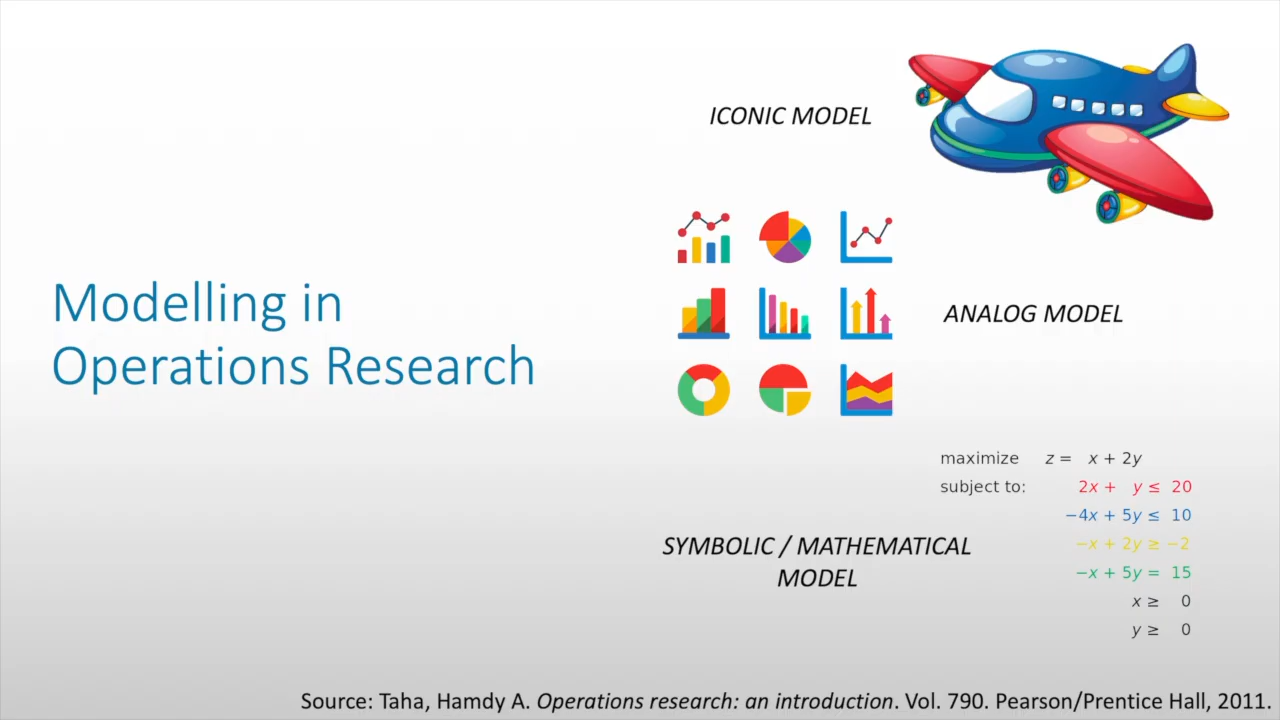 ICONIC MODEL
Modelling in
Operations Research
ANALOG MODEL
maximize z = x + 2y
subject to: 2x + y ≤ 20
−4x + 5y ≤ 10
−x + 2y ≥ −2
−x + 5y = 15
x ≥ 0
y ≥ 0
SYMBOLIC / MATHEMATICAL
MODEL
Source: Taha, Hamdy A. Operations research: an introduction. Vol. 790. Pearson/Prentice Hall, 2011.